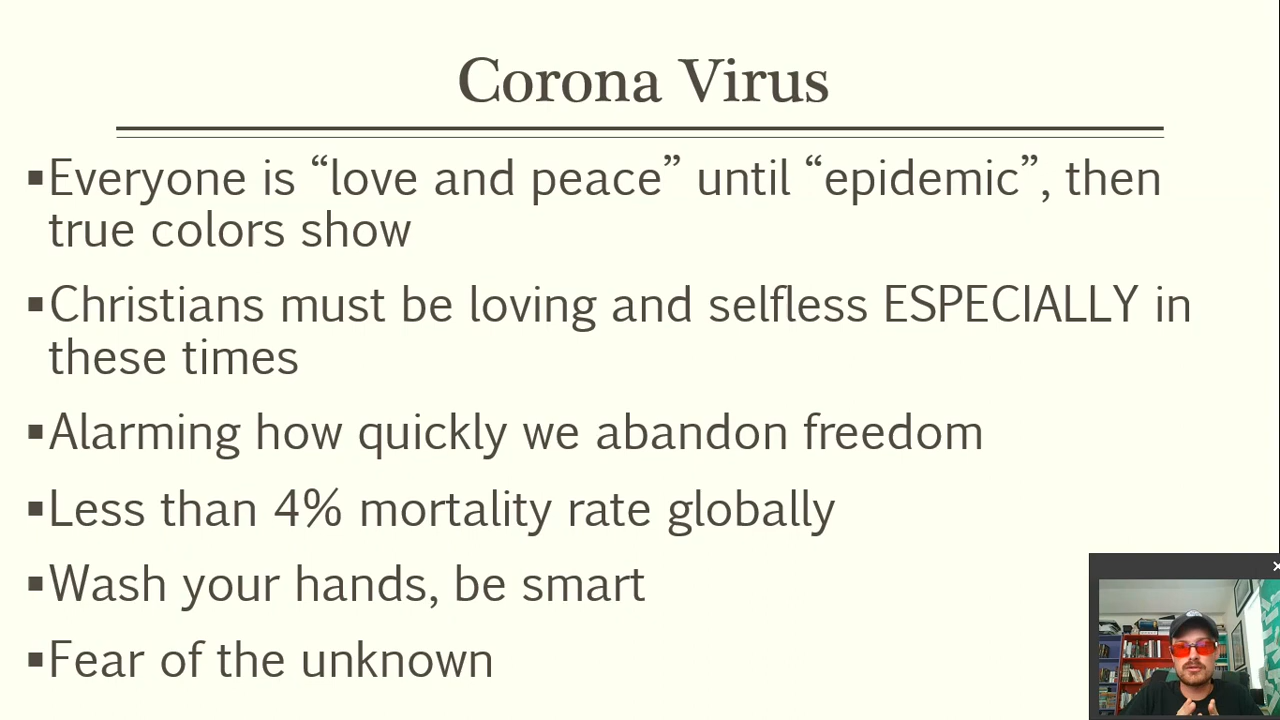 Corona Virus
▪Everyone is “love and peace” until “epidemic”, then
true colors show
▪Christians must be loving and selfless ESPECIALLY in
these times
▪Alarming how quickly we abandon freedom
▪Less than 4% mortality rate globally
▪Wash your hands, be smart
▪Fear of the unknown